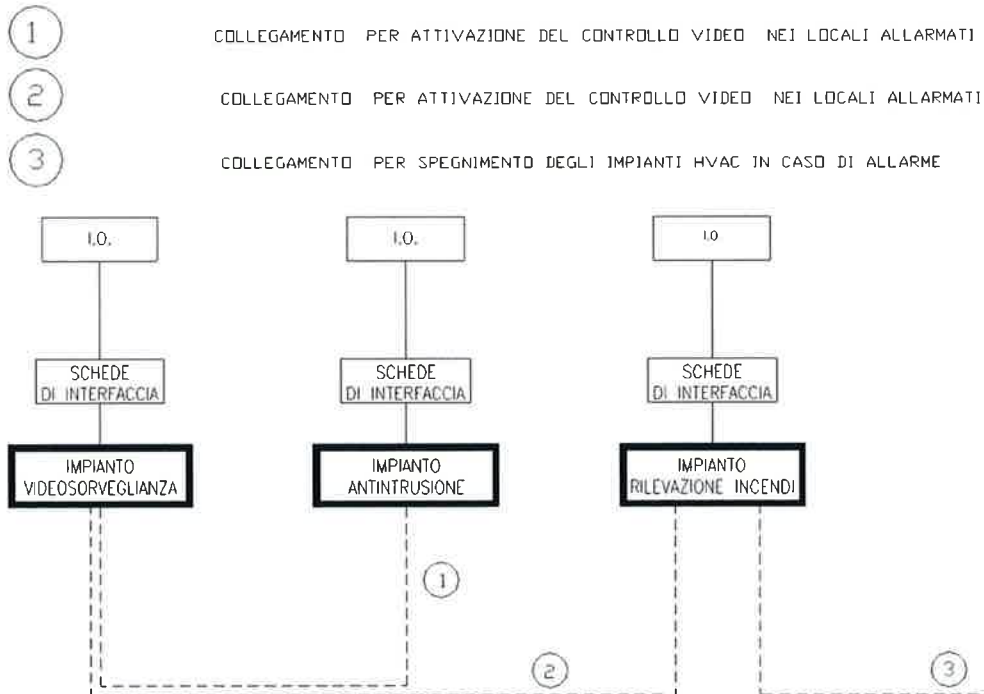 1 COLLEGAMENTO PER ATTIVAZIONE DEL CONTROLLO VIDEO NEI LOCALI ALLARMATI
2 COLLEGAMENTO PER ATTIVAZIONE DEL CONTROLLO VIDEO NEI LOCALI ALLARMATI
3 COLLEGAMENTO PER SPEGNIMENTO DEGLI IMPIANTI HVAC IN CASO DI ALLARME
I.O. I.O. I.O
SCHEDE SCHEDE SCHEDE
DI INTERFACCIA DI INTERFACCIA DI INTERFACCIA
IMPIANTO IMPIANTO IMPIANTO
VIDEOSORVEGLIANZA ANTINTRUSIONE RILEVAZIONE INCENDI
1
2 3